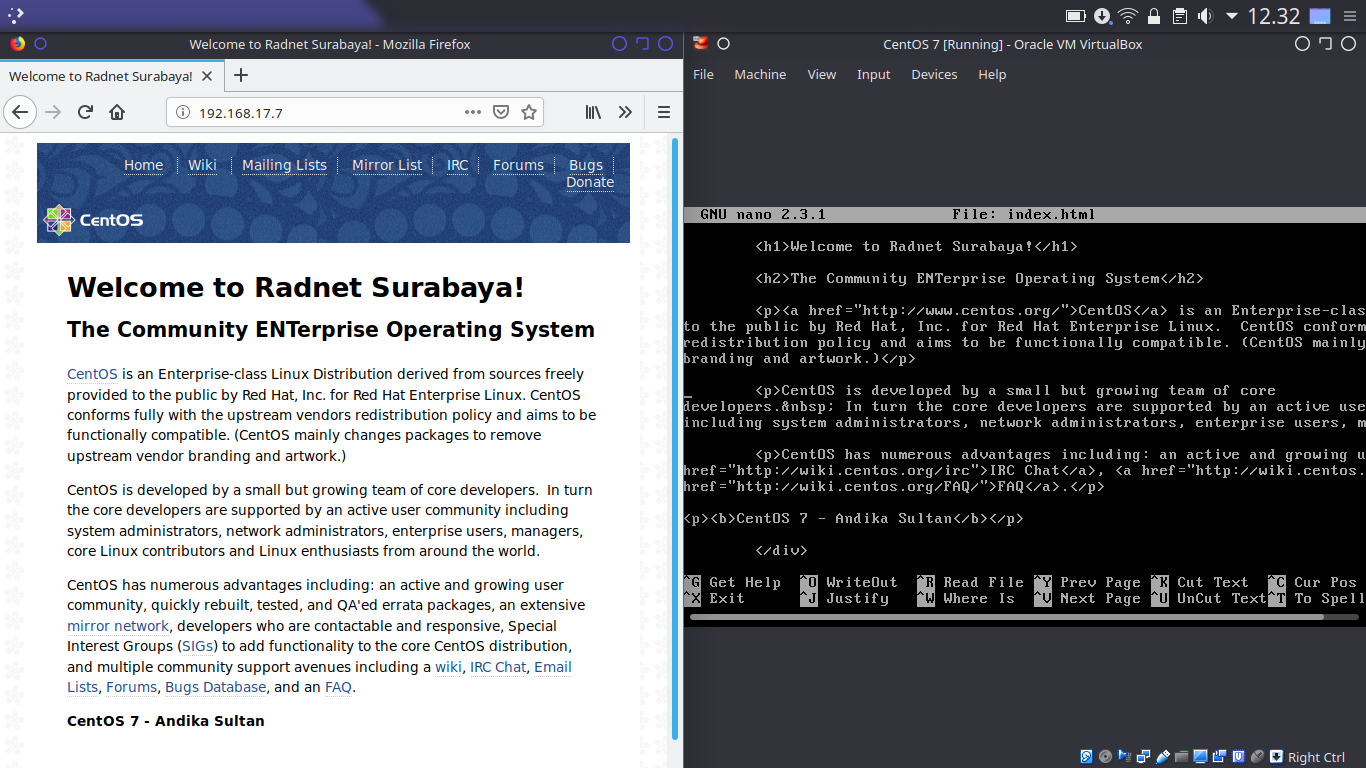 12.32
Welcome to Radnet Surabaya! - Mozilla Firefox
Welcome to Radnet Surabaya!
192.168.17.7
Home Wiki Mailing Lists Mirror List IRC Forums Bugs
Donate
CentOS
Welcome to Radnet Surabaya!
The Community ENTerprise Operating System
CentOS is an Enterprise-class Linux Distribution derived from sources freely
provided to the public by Red Hat, Inc. for Red Hat Enterprise Linux. CentOS
conforms fully with the upstream vendors redistribution policy and aims to be
functionally compatible. (CentOS mainly changes packages to remove
upstream vendor branding and artwork.)
CentOS is developed by a small but growing team of core developers.  In turn
the core developers are supported by an active user community including
system administrators, network administrators, enterprise users, managers,
core Linux contributors and Linux enthusiasts from around the world.
CentOS has numerous advantages including: an active and growing user
community, quickly rebuilt, tested, and QA'ed errata packages, an extensive
mirror network, developers who are contactable and responsive, Special
Interest Groups (SIGs) to add functionality to the core CentOS distribution,
and multiple community support avenues including a wiki, IRC Chat, Email
Lists, Forums, Bugs Database, and an FAQ.
CentOS 7 - Andika Sultan
CentOS 7 [Running] - Oracle VM VirtualBox
File Machine View Input Devices Help
GNU nano 2.3.1 File: index.html
<h1>Welcome to Radnet Surabaya!</h1>
<h2>The Community ENTerprise Operating System</h2>
<p><a href="http://www.centos.org/">CentOS</a> is an Enterprise-clas
to the public by Red Hat, Inc. for Red Hat Enterprise Linux.  CentOS conform
redistribution policy and aims to be functionally compatible. (CentOS mainly
branding and artwork.)</p>
<p>CentOS is developed by a small but growing team of core
developers.&nbsp; In turn the core developers are supported by an active use
including system administrators, network administrators, enterprise users, m
<p>CentOS has numerous advantages including: an active and growing u
href="http://wiki.centos.org/irc">IRC Chat</a>, <a href="http://wiki.centos.
href="http://wiki.centos.org/FAQ/">FAQ</a>.</p>
<p><b>CentOS 7 - Andika Sultan</b></p>
</div>
^G Get Help ^O WriteOut ^R Read File ^Y Prev Page ^K Cut Text ^C Cur Pos
^X Exit ^J Justify ^W Where Is ^V Next Page ^U UnCut Text ^T To Spell
Right Ctrl